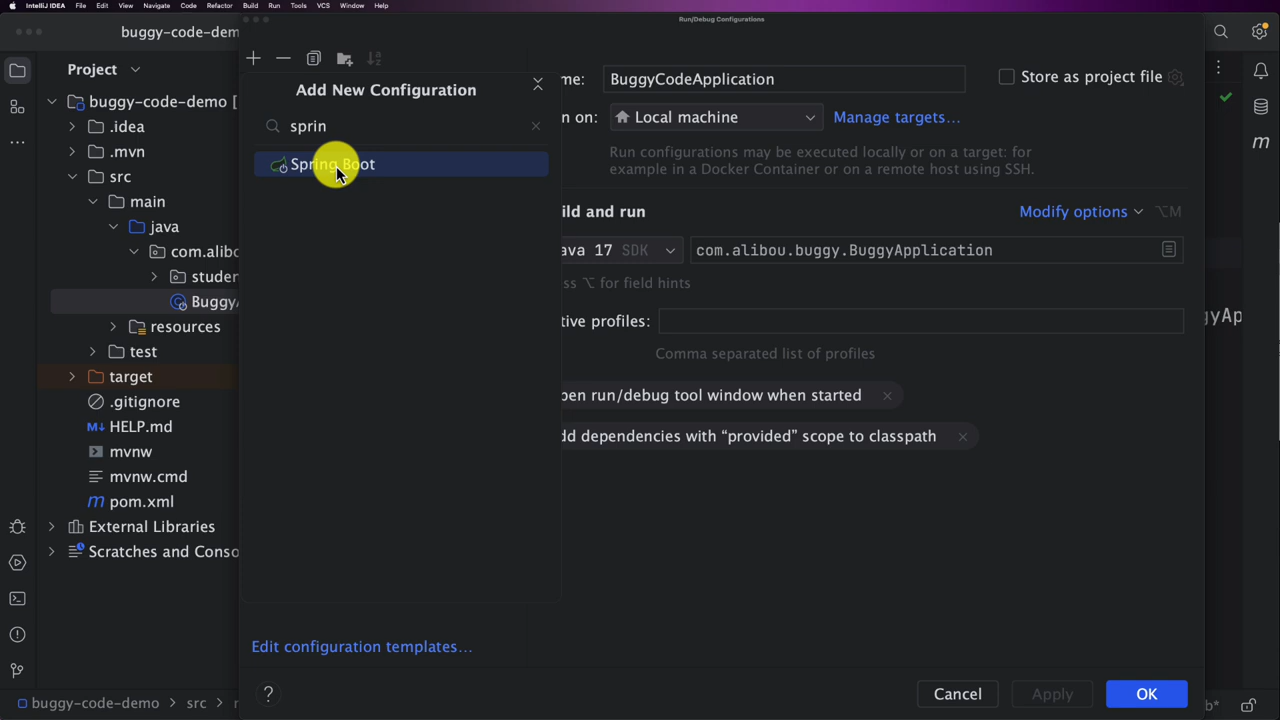 IntelliJ IDEA File Edit View Navigate Code Refactor Build Run Tools VCS Window Help
Run/Debug Configurations
buggy-code-dem
Project
buggy-code-demo [
.idea
.mvn
src
main
java
com.alibo
studer
Buggy
resources
test
target
.gitignore
HELP.md
mvnw
mvnw.cmd
pom.xml
External Libraries
Scratches and Conso
Add New Configuration
sprin
Spring Boot
Edit configuration templates...
me: BuggyCodeApplication
Store as project file
n on: Local machine Manage targets...
Run configurations may be executed locally or on a target: for
example in a Docker Container or on a remote host using SSH.
ild and run
Modify options ⌥M
ava 17 SDK com.alibou.buggy.BuggyApplication
ss ⌥ for field hints
tive profiles:
Comma separated list of profiles
pen run/debug tool window when started
dd dependencies with “provided” scope to classpath
gyAp
? Cancel Apply OK
buggy-code-demo > src >
b*